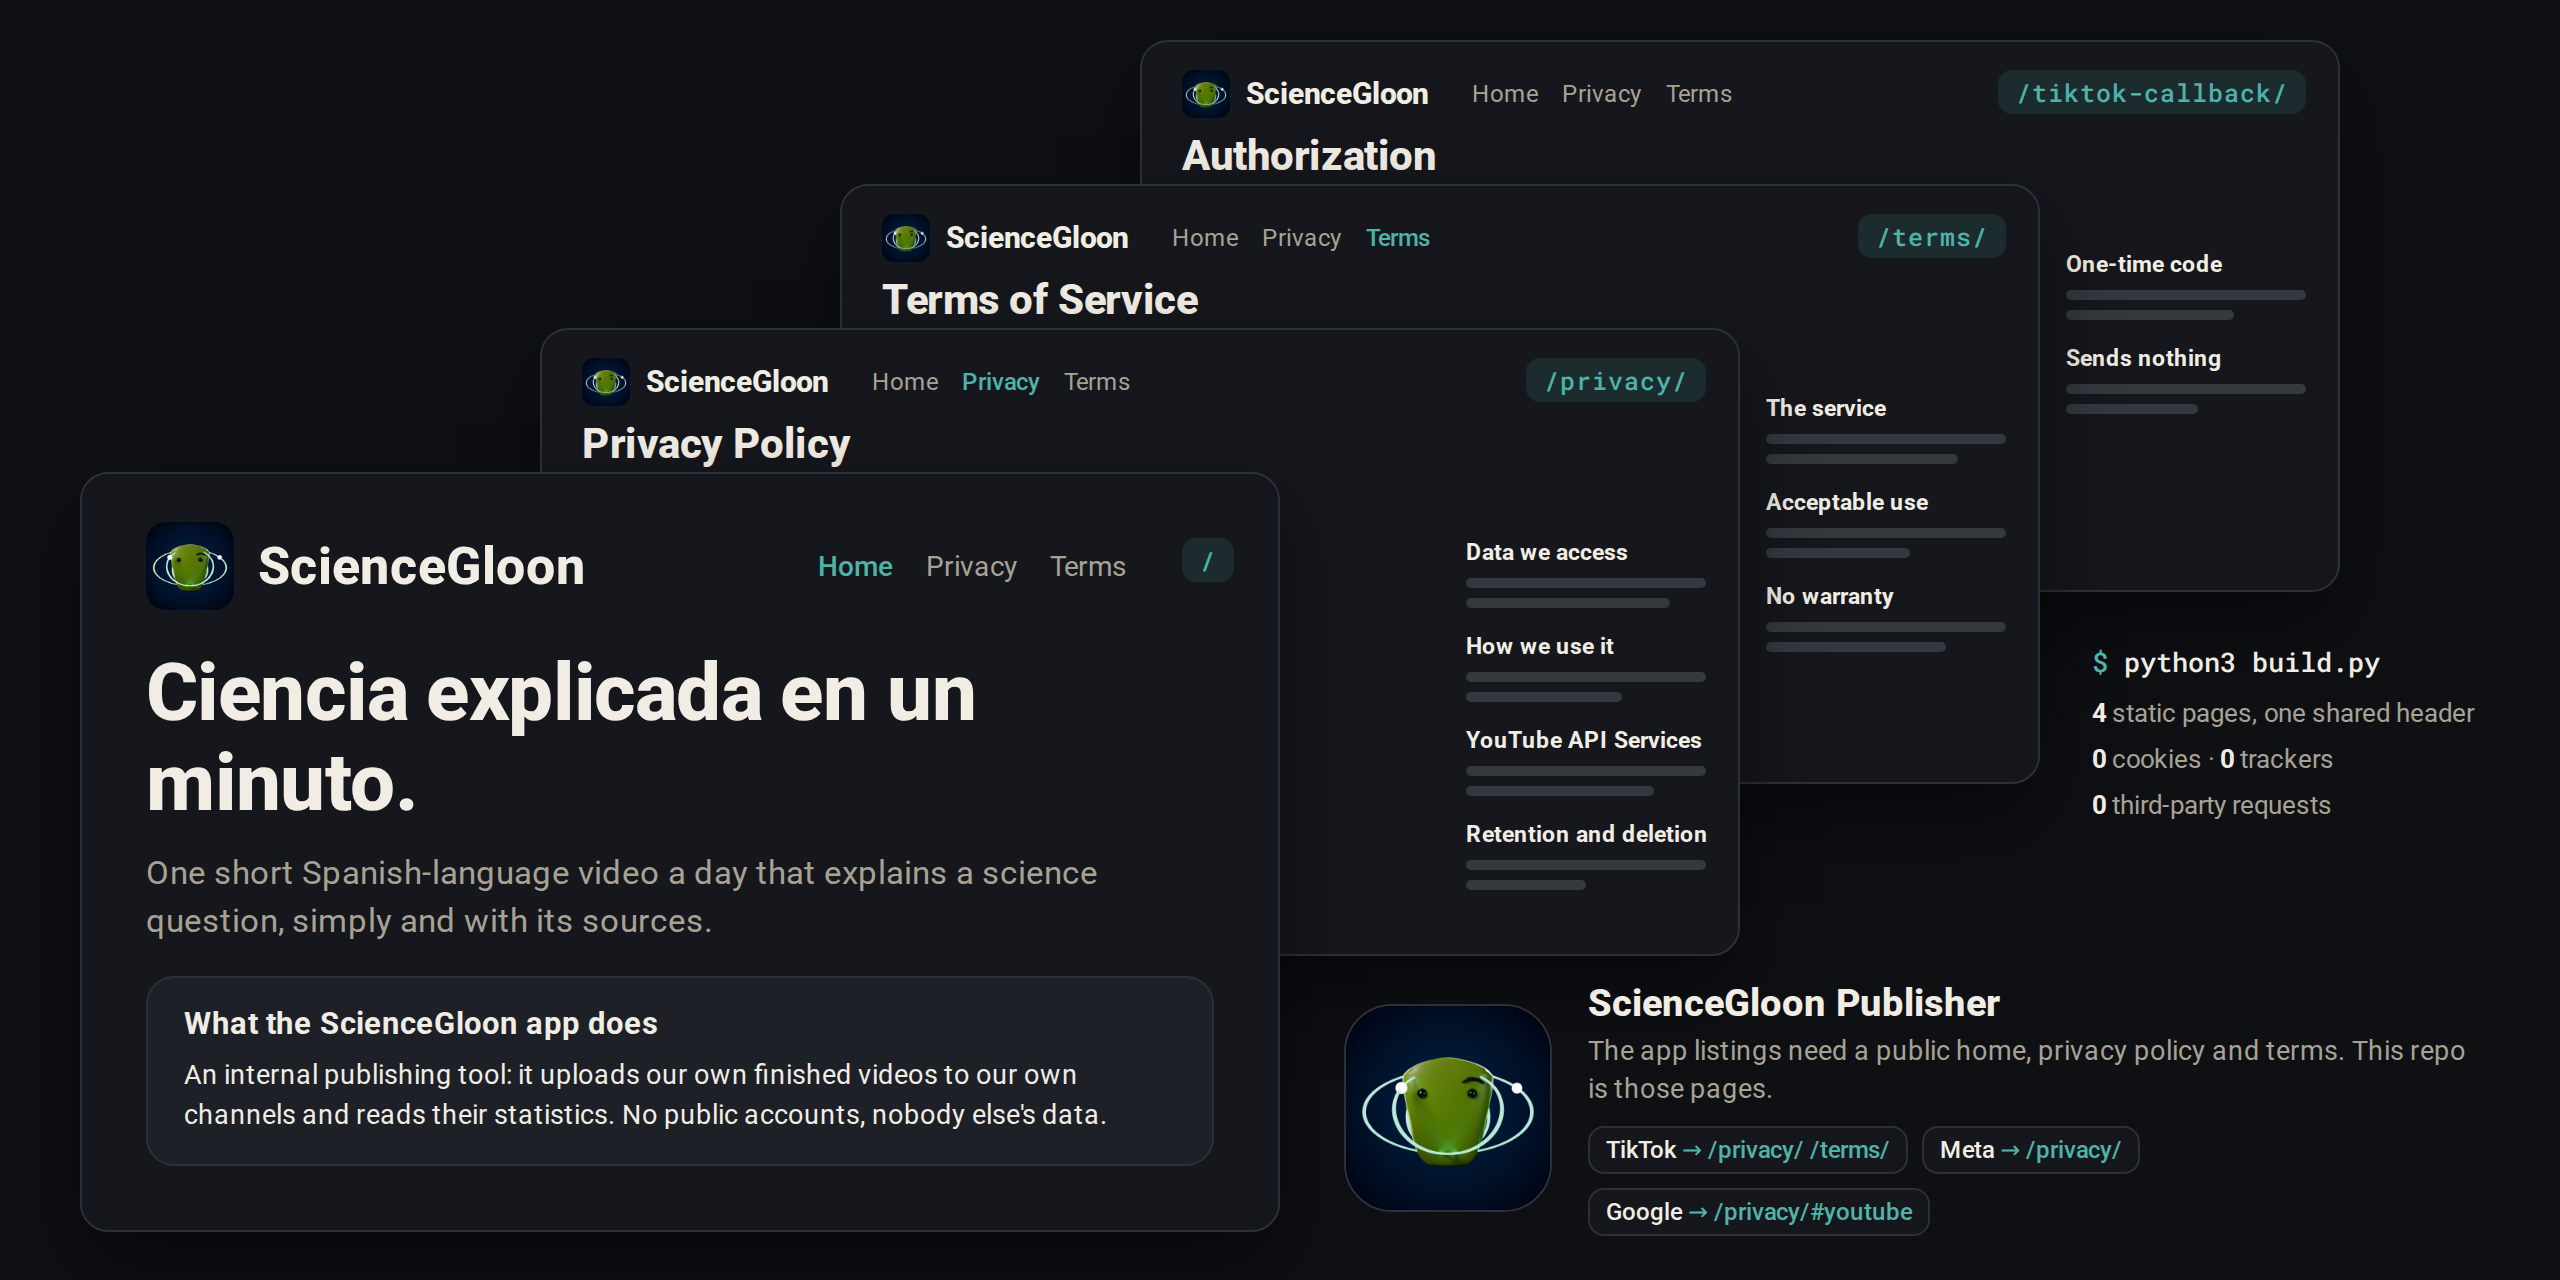 ScienceGloon Home Privacy Terms /tiktok-callback/
Authorization
One-time code
Sends nothing
ScienceGloon Home Privacy Terms /terms/
Terms of Service
The service
Acceptable use
No warranty
ScienceGloon Home Privacy Terms /privacy/
Privacy Policy
Data we access
How we use it
YouTube API Services
Retention and deletion
ScienceGloon Home Privacy Terms /
Ciencia explicada en un
minuto.
One short Spanish-language video a day that explains a science
question, simply and with its sources.
What the ScienceGloon app does
An internal publishing tool: it uploads our own finished videos to our own
channels and reads their statistics. No public accounts, nobody else's data.
$ python3 build.py
4 static pages, one shared header
0 cookies · 0 trackers
0 third-party requests
ScienceGloon Publisher
The app listings need a public home, privacy policy and terms. This repo
is those pages.
TikTok → /privacy/ /terms/ Meta → /privacy/
Google → /privacy/#youtube